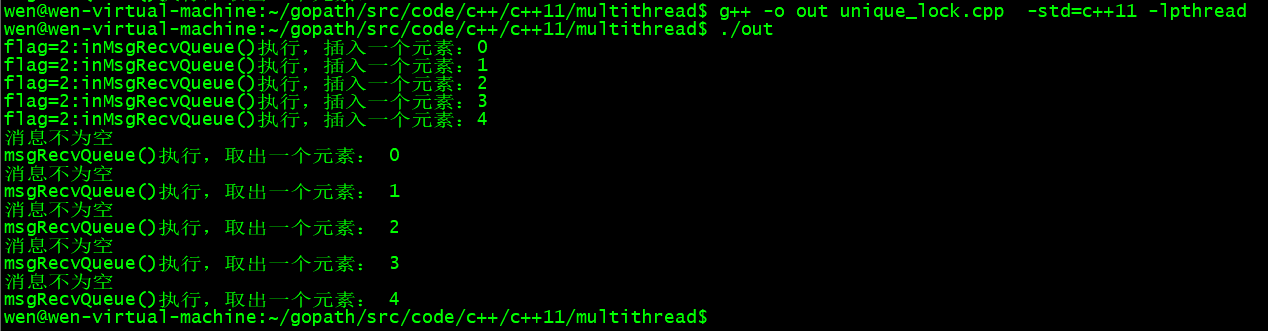 wen@wen-virtual-machine:~/gopath/src/code/c++/c++11/multithread$ g++ -o out unique_lock.cpp  -std=c++11 -lpthread
wen@wen-virtual-machine:~/gopath/src/code/c++/c++11/multithread$ ./out
flag=2:inMsgRecvQueue()执行，插入一个元素：0
flag=2:inMsgRecvQueue()执行，插入一个元素：1
flag=2:inMsgRecvQueue()执行，插入一个元素：2
flag=2:inMsgRecvQueue()执行，插入一个元素：3
flag=2:inMsgRecvQueue()执行，插入一个元素：4
消息不为空
msgRecvQueue()执行，取出一个元素： 0
消息不为空
msgRecvQueue()执行，取出一个元素： 1
消息不为空
msgRecvQueue()执行，取出一个元素： 2
消息不为空
msgRecvQueue()执行，取出一个元素： 3
消息不为空
msgRecvQueue()执行，取出一个元素： 4
wen@wen-virtual-machine:~/gopath/src/code/c++/c++11/multithread$